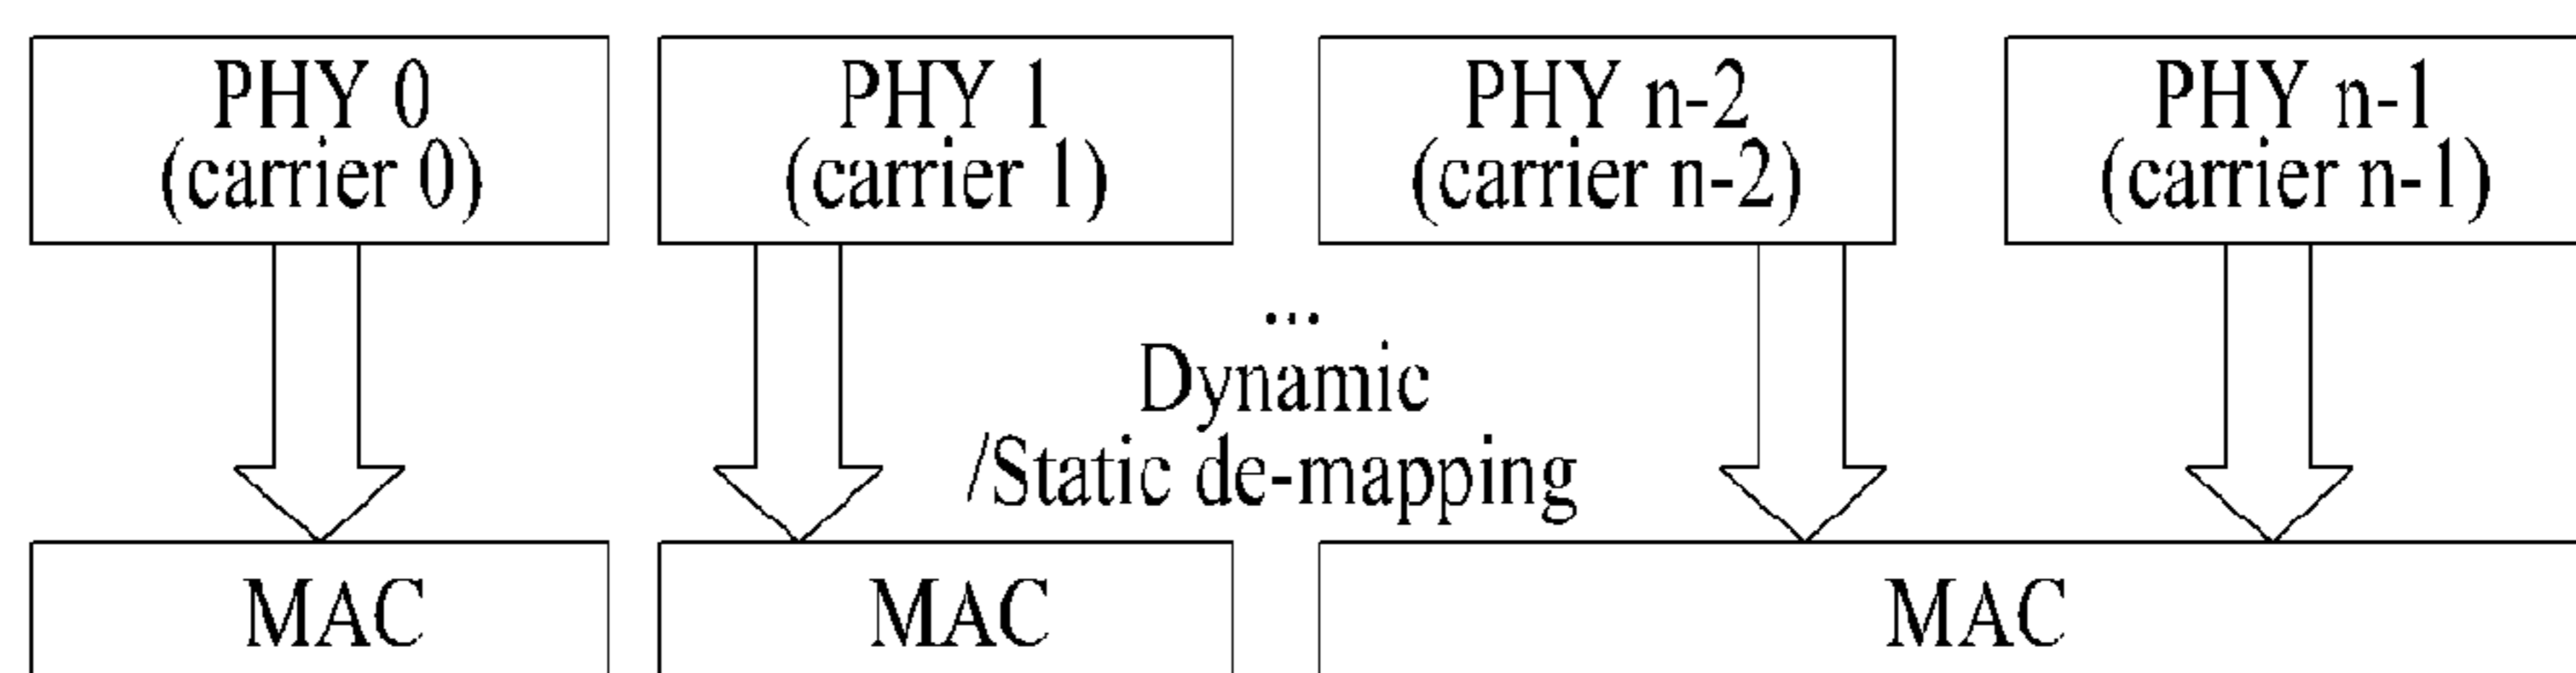 PHY 0
(carrier 0)
PHY 1
(carrier 1)
PHY n-2
(carrier n-2)
PHY n-1
(carrier n-1)
...
Dynamic
/Static de-mapping
MAC
MAC
MAC